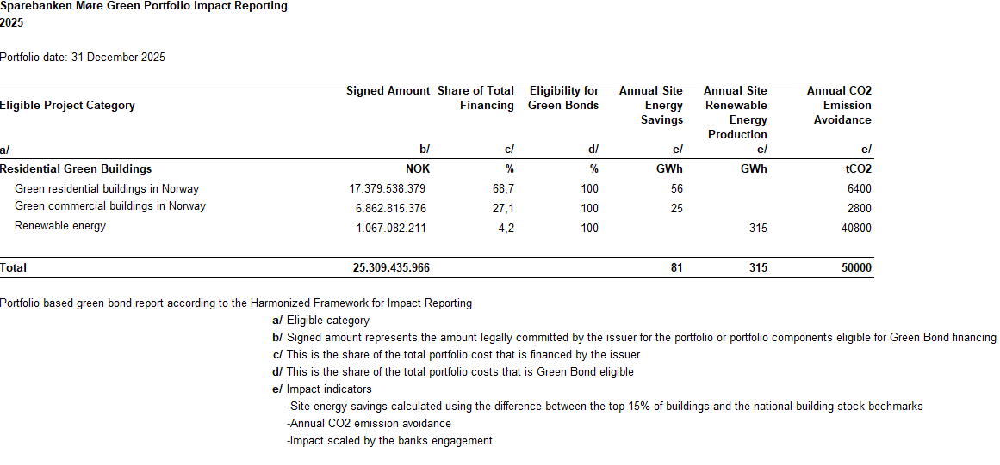 Sparebanken Møre Green Portfolio Impact Reporting
2025
Portfolio date: 31 December 2025
Eligible Project Category Signed Amount Share of Total Financing Eligibility for Green Bonds Annual Site Energy Savings Annual Site Renewable Energy Production Annual CO2 Emission Avoidance
a/ b/ c/ d/ e/ e/ e/
Residential Green Buildings NOK % % GWh GWh tCO2
Green residential buildings in Norway 17.379.538.379 68,7 100 56 6400
Green commercial buildings in Norway 6.862.815.376 27,1 100 25 2800
Renewable energy 1.067.082.211 4,2 100 315 40800
Total 25.309.435.966 81 315 50000
Portfolio based green bond report according to the Harmonized Framework for Impact Reporting
a/ Eligible category
b/ Signed amount represents the amount legally committed by the issuer for the portfolio or portfolio components eligible for Green Bond financing
c/ This is the share of the total portfolio cost that is financed by the issuer
d/ This is the share of the total portfolio costs that is Green Bond eligible
e/ Impact indicators
-Site energy savings calculated using the difference between the top 15% of buildings and the national building stock bechmarks
-Annual CO2 emission avoidance
-Impact scaled by the banks engagement